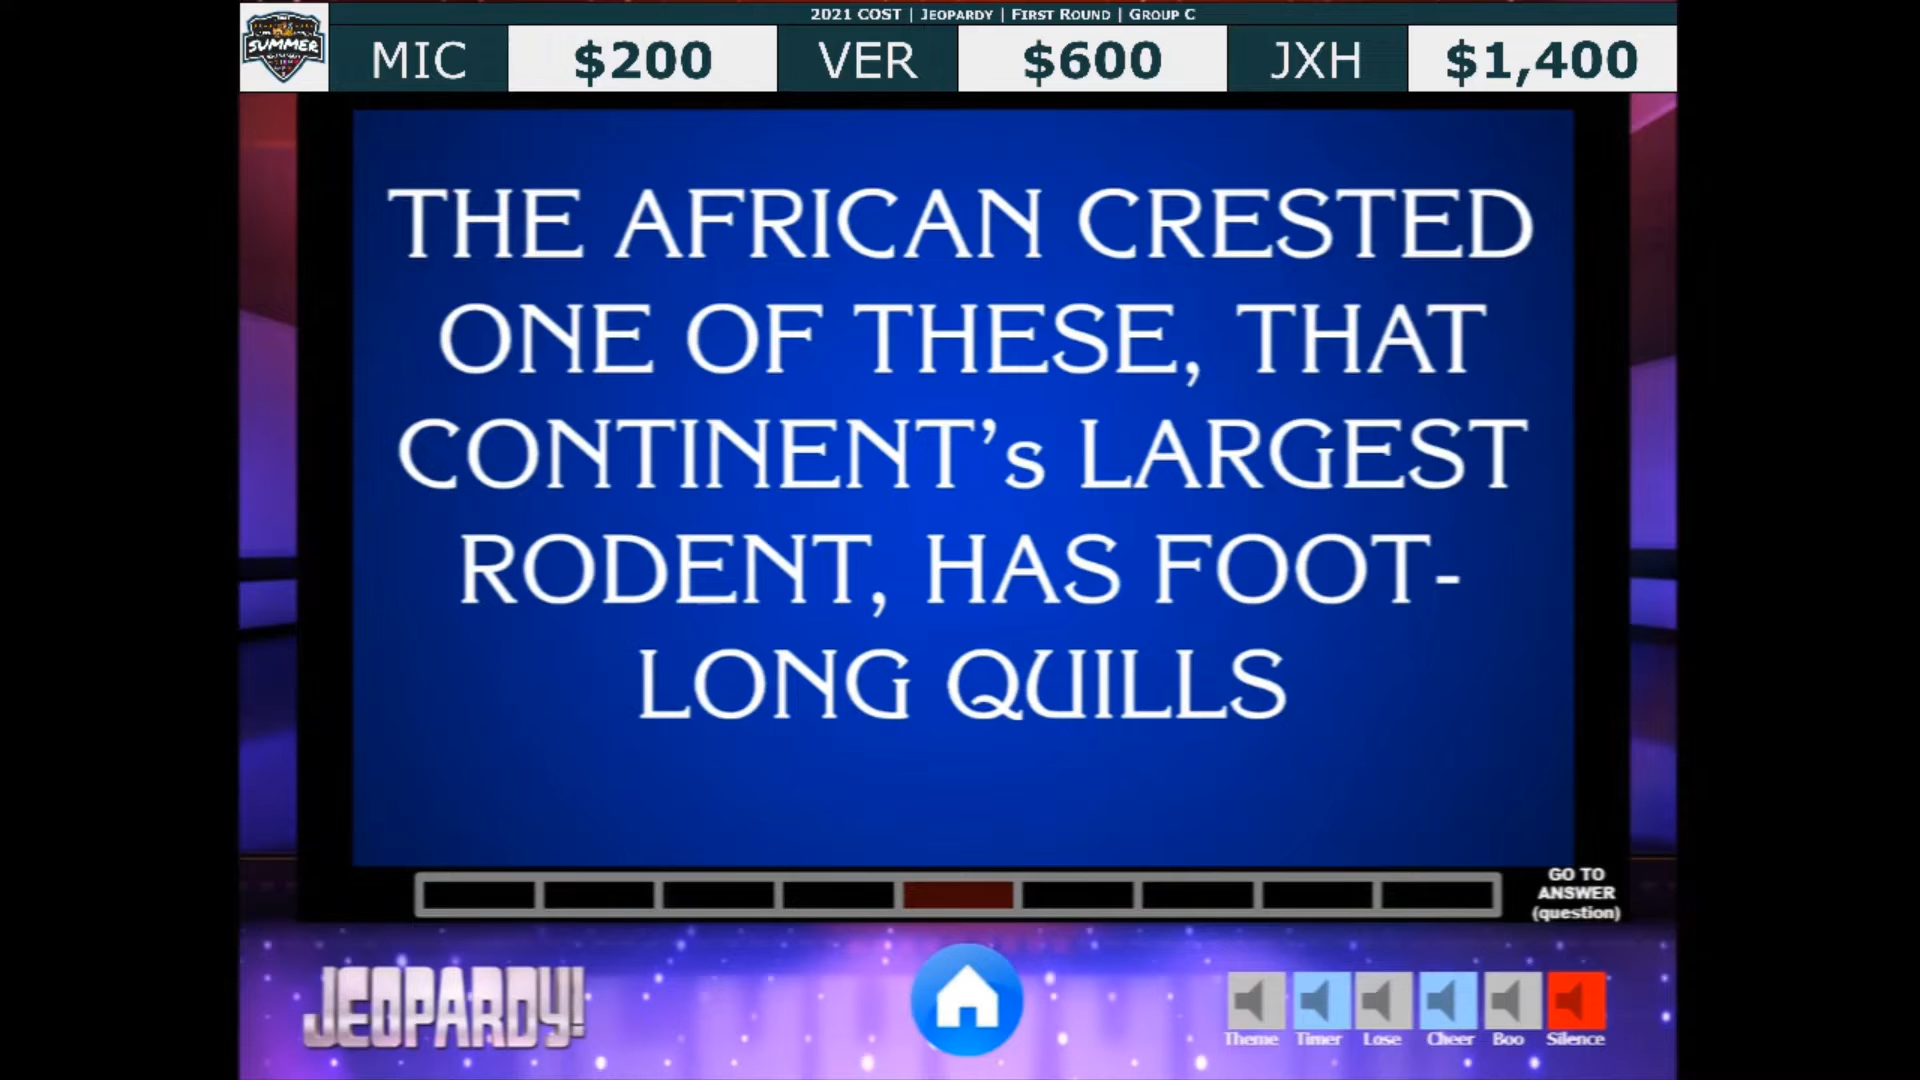 2021 COST | JEOPARDY | FIRST ROUND | GROUP C
SUMMER
MIC $200 VER $600 JXH $1,400
THE AFRICAN CRESTED
ONE OF THESE, THAT
CONTINENT's LARGEST
RODENT, HAS FOOT-
LONG QUILLS
GO TO
ANSWER
(question)
JEOPARDY!
Theme Timer Lose Cheer Boo Silence